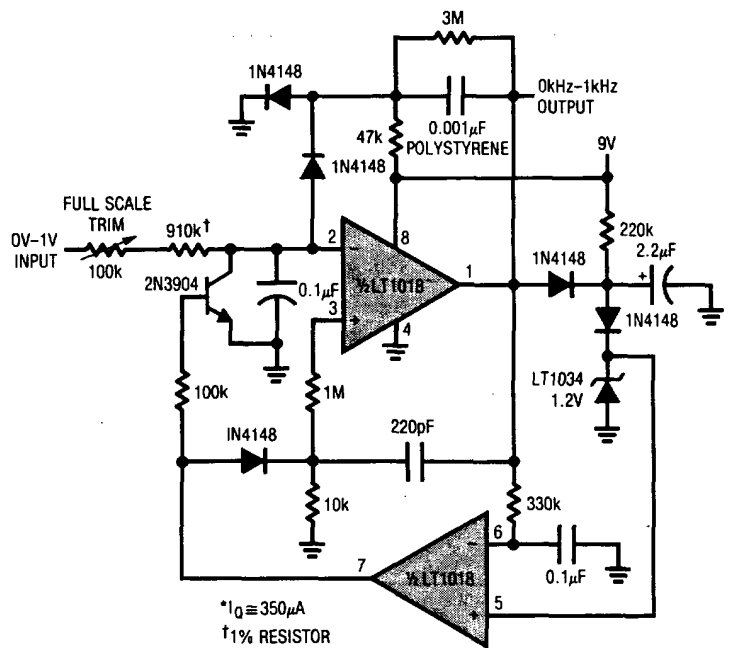 3M
1N4148
0kHz–1kHz
OUTPUT
47k
0.001µF
POLYSTYRENE
9V
1N4148
FULL SCALE
TRIM
910k†
0V–1V
INPUT
100k
2
–
8
220k
2.2µF
+
1N4148
2N3904
0.1µF
½LT1018
1
3
+
4
1N4148
LT1034
1.2V
100k
1M
220pF
IN4148
10k
330k
7
½LT1018
6
–
0.1µF
5
+
*IQ≅350µA
†1% RESISTOR